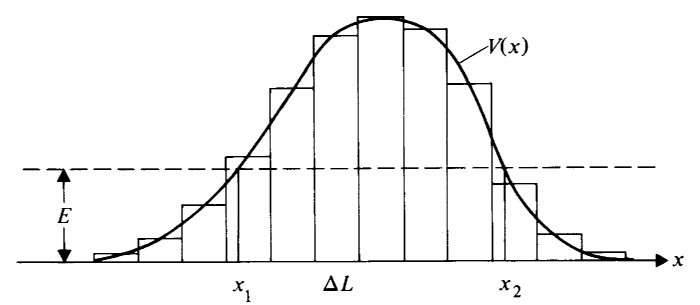 V(x)
E
x
x1 ΔL x2